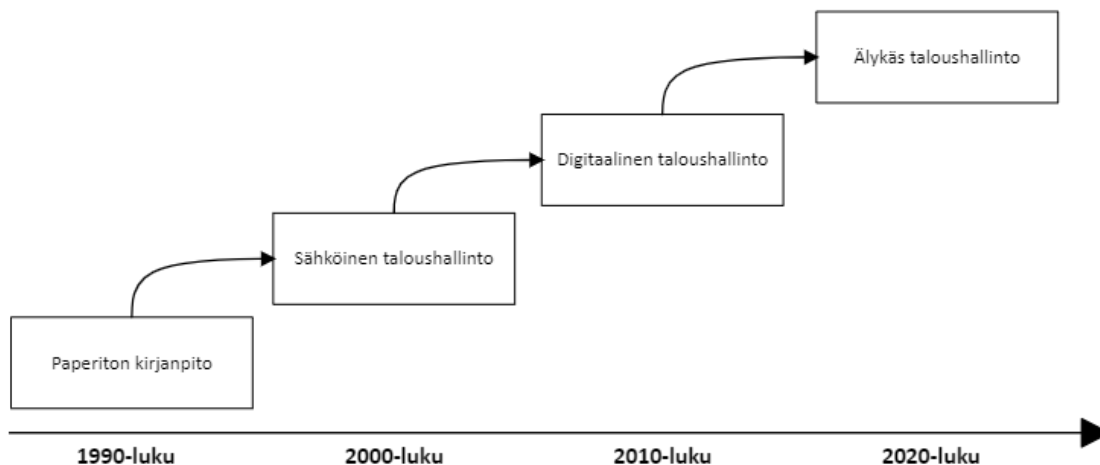 Älykäs taloushallinto
Digitaalinen taloushallinto
Sähköinen taloushallinto
Paperiton kirjanpito
1990-luku 2000-luku 2010-luku 2020-luku